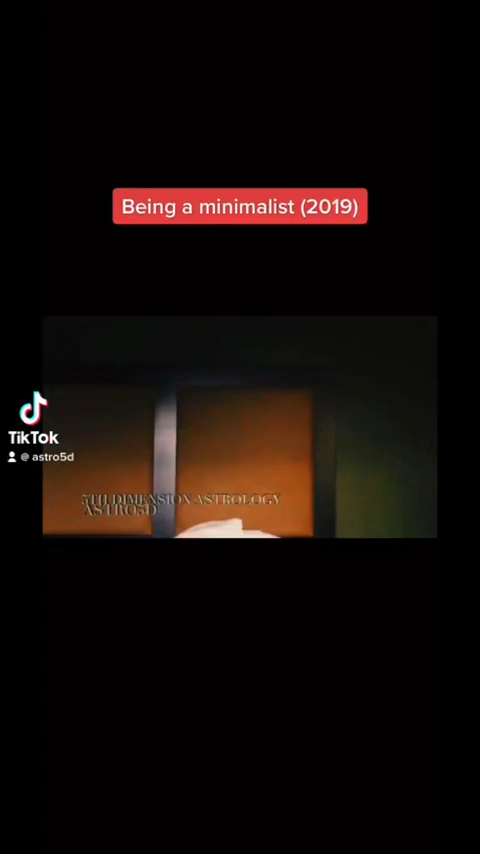 Being a minimalist (2019)
TikTok
@ astro5d
5TH DIMENSION ASTROLOGY
ASTRO5D